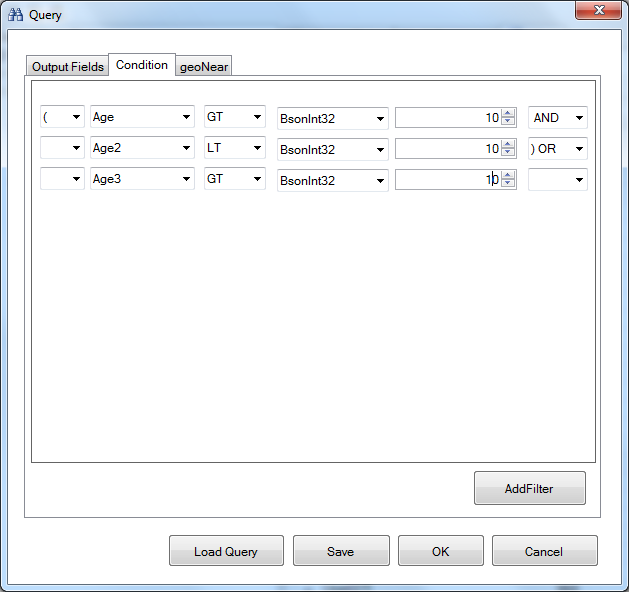 Query
Output Fields Condition geoNear
( Age GT BsonInt32 10 AND
Age2 LT BsonInt32 10 ) OR
Age3 GT BsonInt32 10
AddFilter
Load Query Save OK Cancel